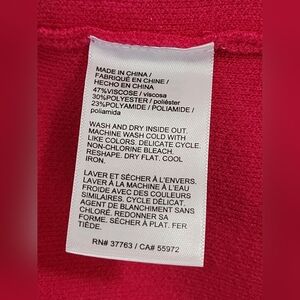 MADE IN CHINA /
FABRIQUÉ EN CHINE /
HECHO EN CHINA
47%VISCOSE / viscosa
30%POLYESTER / poliéster
23%POLYAMIDE / POLIAMIDE /
poliamida
WASH AND DRY INSIDE OUT.
MACHINE WASH COLD WITH
LIKE COLORS. DELICATE CYCLE.
NON-CHLORINE BLEACH.
RESHAPE. DRY FLAT. COOL
IRON.
LAVER ET SÉCHER À L'ENVERS.
LAVER À LA MACHINE À L'EAU
FROIDE AVEC DES COULEURS
SIMILAIRES. CYCLE DÉLICAT.
AGENT DE BLANCHIMENT SANS
CHLORE. REDONNER SA
FORME. SÉCHER À PLAT. FER
TIÈDE.
RN# 37763 / CA# 55972